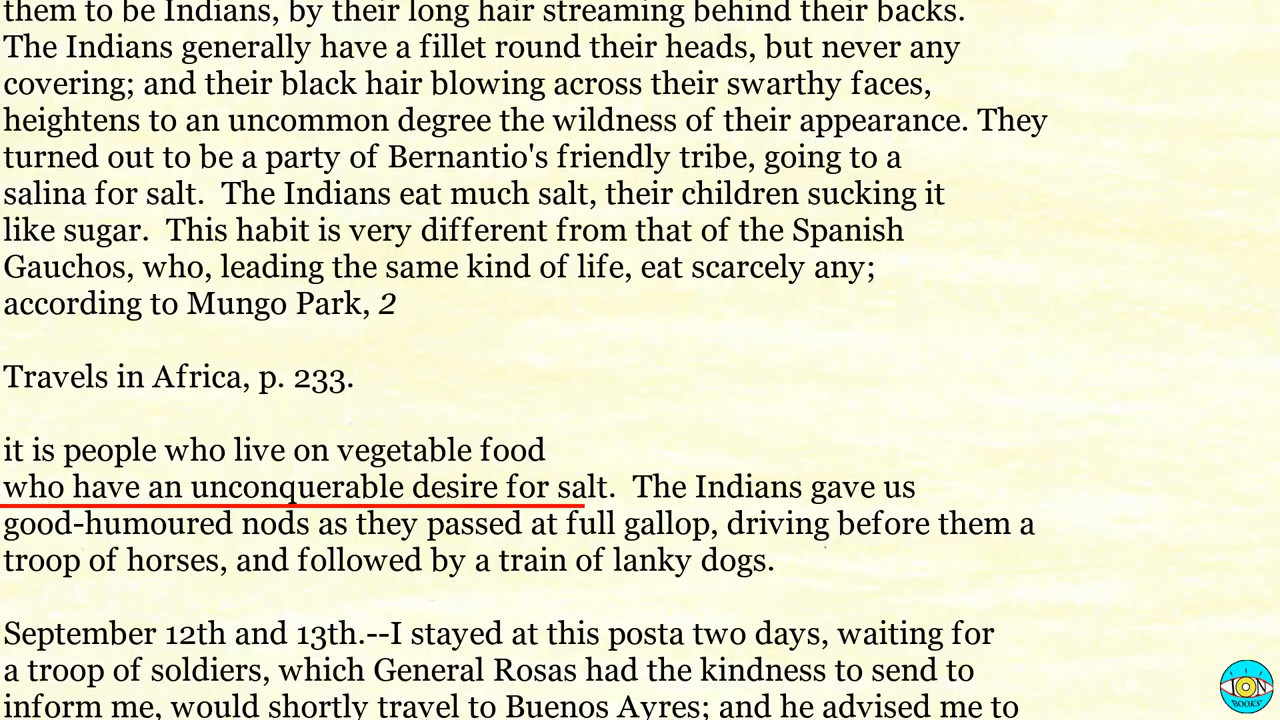 them to be Indians, by their long hair streaming behind their backs.
The Indians generally have a fillet round their heads, but never any
covering; and their black hair blowing across their swarthy faces,
heightens to an uncommon degree the wildness of their appearance. They
turned out to be a party of Bernantio's friendly tribe, going to a
salina for salt.  The Indians eat much salt, their children sucking it
like sugar.  This habit is very different from that of the Spanish
Gauchos, who, leading the same kind of life, eat scarcely any;
according to Mungo Park, 2
Travels in Africa, p. 233.
it is people who live on vegetable food
who have an unconquerable desire for salt.  The Indians gave us
good-humoured nods as they passed at full gallop, driving before them a
troop of horses, and followed by a train of lanky dogs.
September 12th and 13th.--I stayed at this posta two days, waiting for
a troop of soldiers, which General Rosas had the kindness to send to
inform me, would shortly travel to Buenos Ayres; and he advised me to
ION
BOOKS